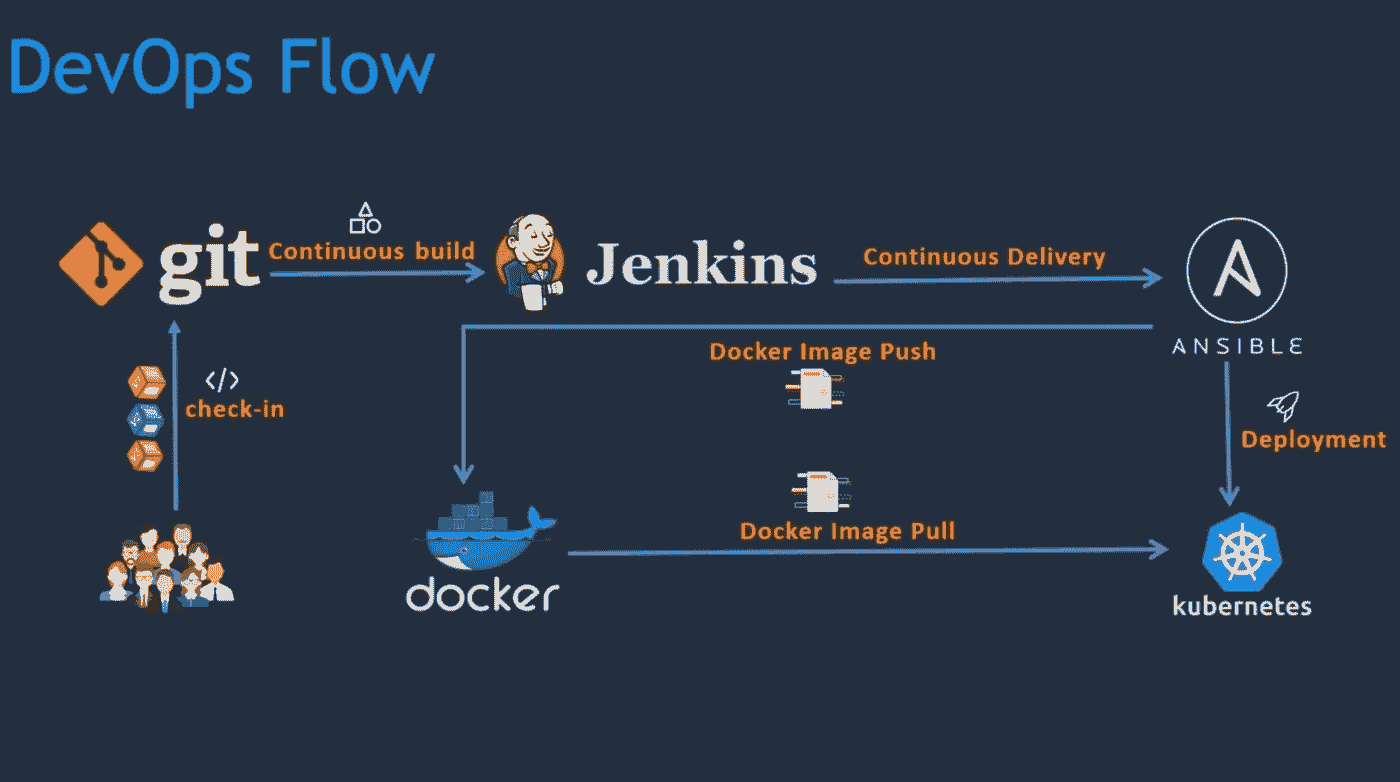 DevOps Flow
git
Continuous build
Jenkins
Continuous Delivery
ANSIBLE
Docker Image Push
</>
check-in
Deployment
Docker Image Pull
docker
kubernetes